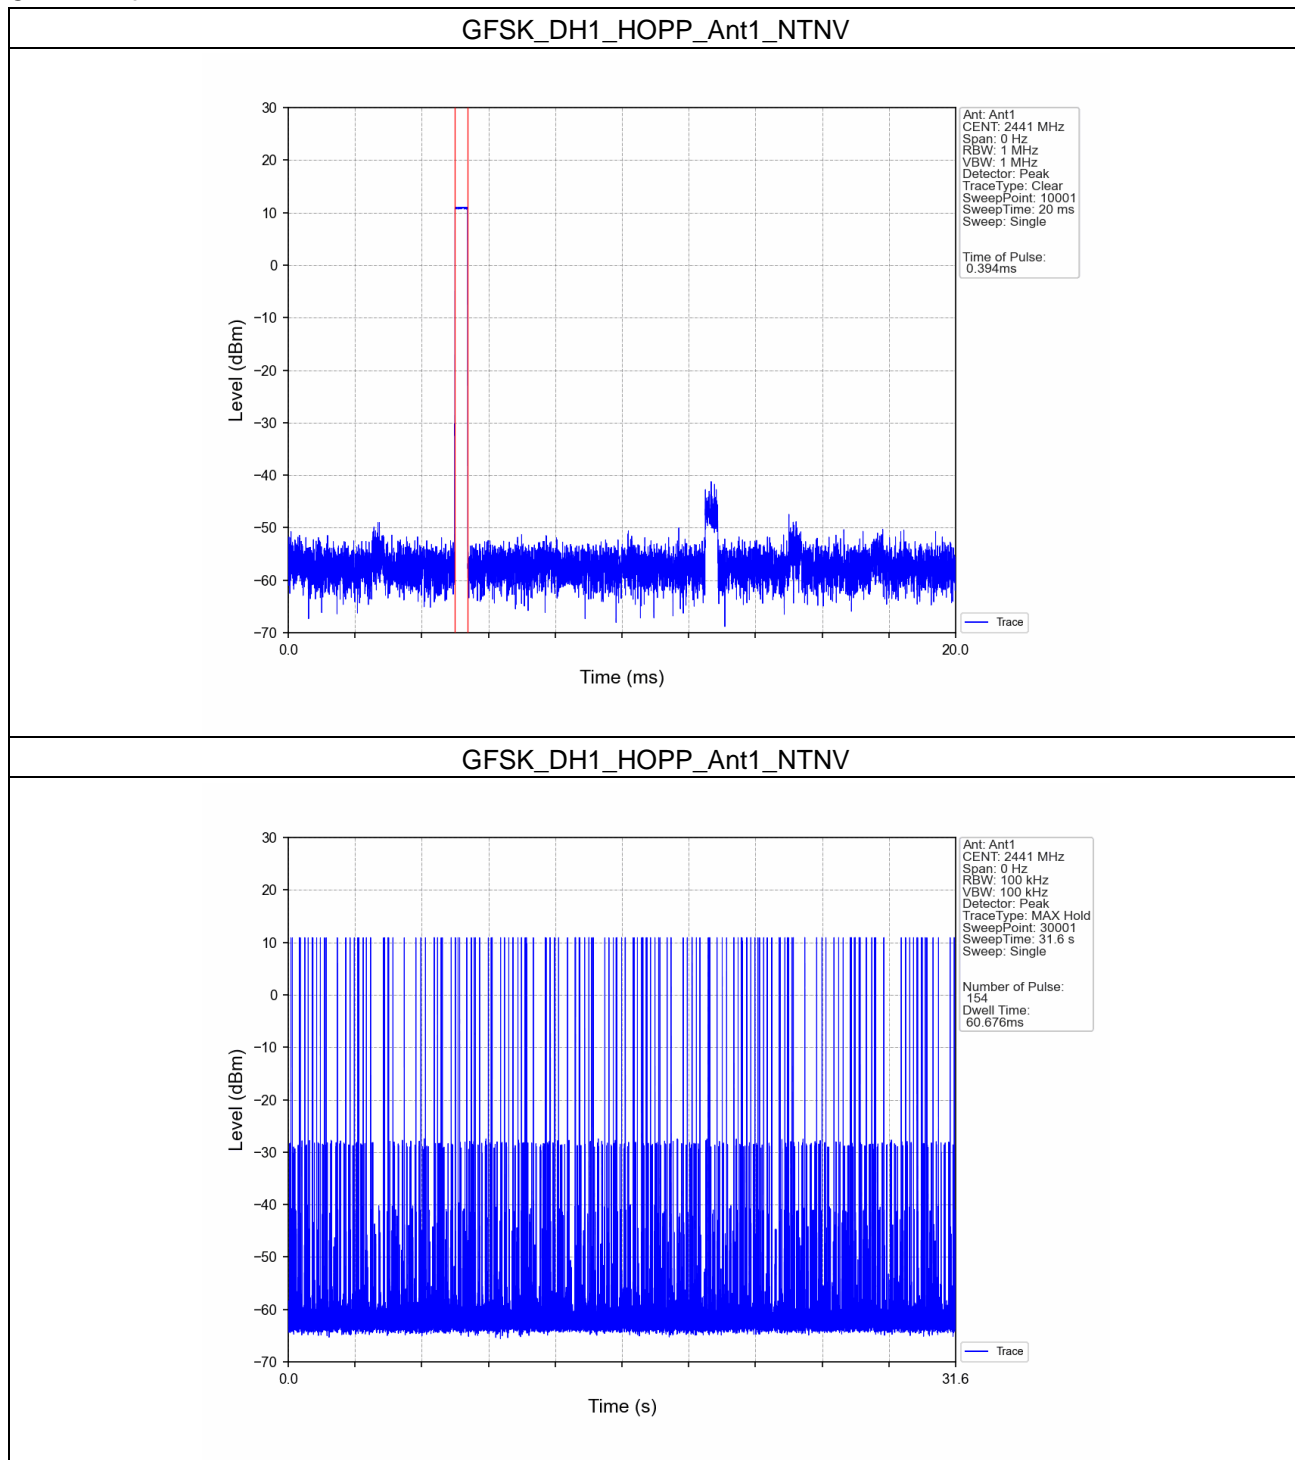 GFSK_DH1_HOPP_Ant1_NTNV
30
20
10
0
−10
−20
−30
−40
−50
−60
−70
Level (dBm)
0.0
20.0
Time (ms)
Ant: Ant1
CENT: 2441 MHz
Span: 0 Hz
RBW: 1 MHz
VBW: 1 MHz
Detector: Peak
TraceType: Clear
SweepPoint: 10001
SweepTime: 20 ms
Sweep: Single
Time of Pulse:
0.394ms
Trace
GFSK_DH1_HOPP_Ant1_NTNV
30
20
10
0
−10
−20
−30
−40
−50
−60
−70
Level (dBm)
0.0
31.6
Time (s)
Ant: Ant1
CENT: 2441 MHz
Span: 0 Hz
RBW: 100 kHz
VBW: 100 kHz
Detector: Peak
TraceType: MAX Hold
SweepPoint: 30001
SweepTime: 31.6 s
Sweep: Single
Number of Pulse:
154
Dwell Time:
60.676ms
Trace